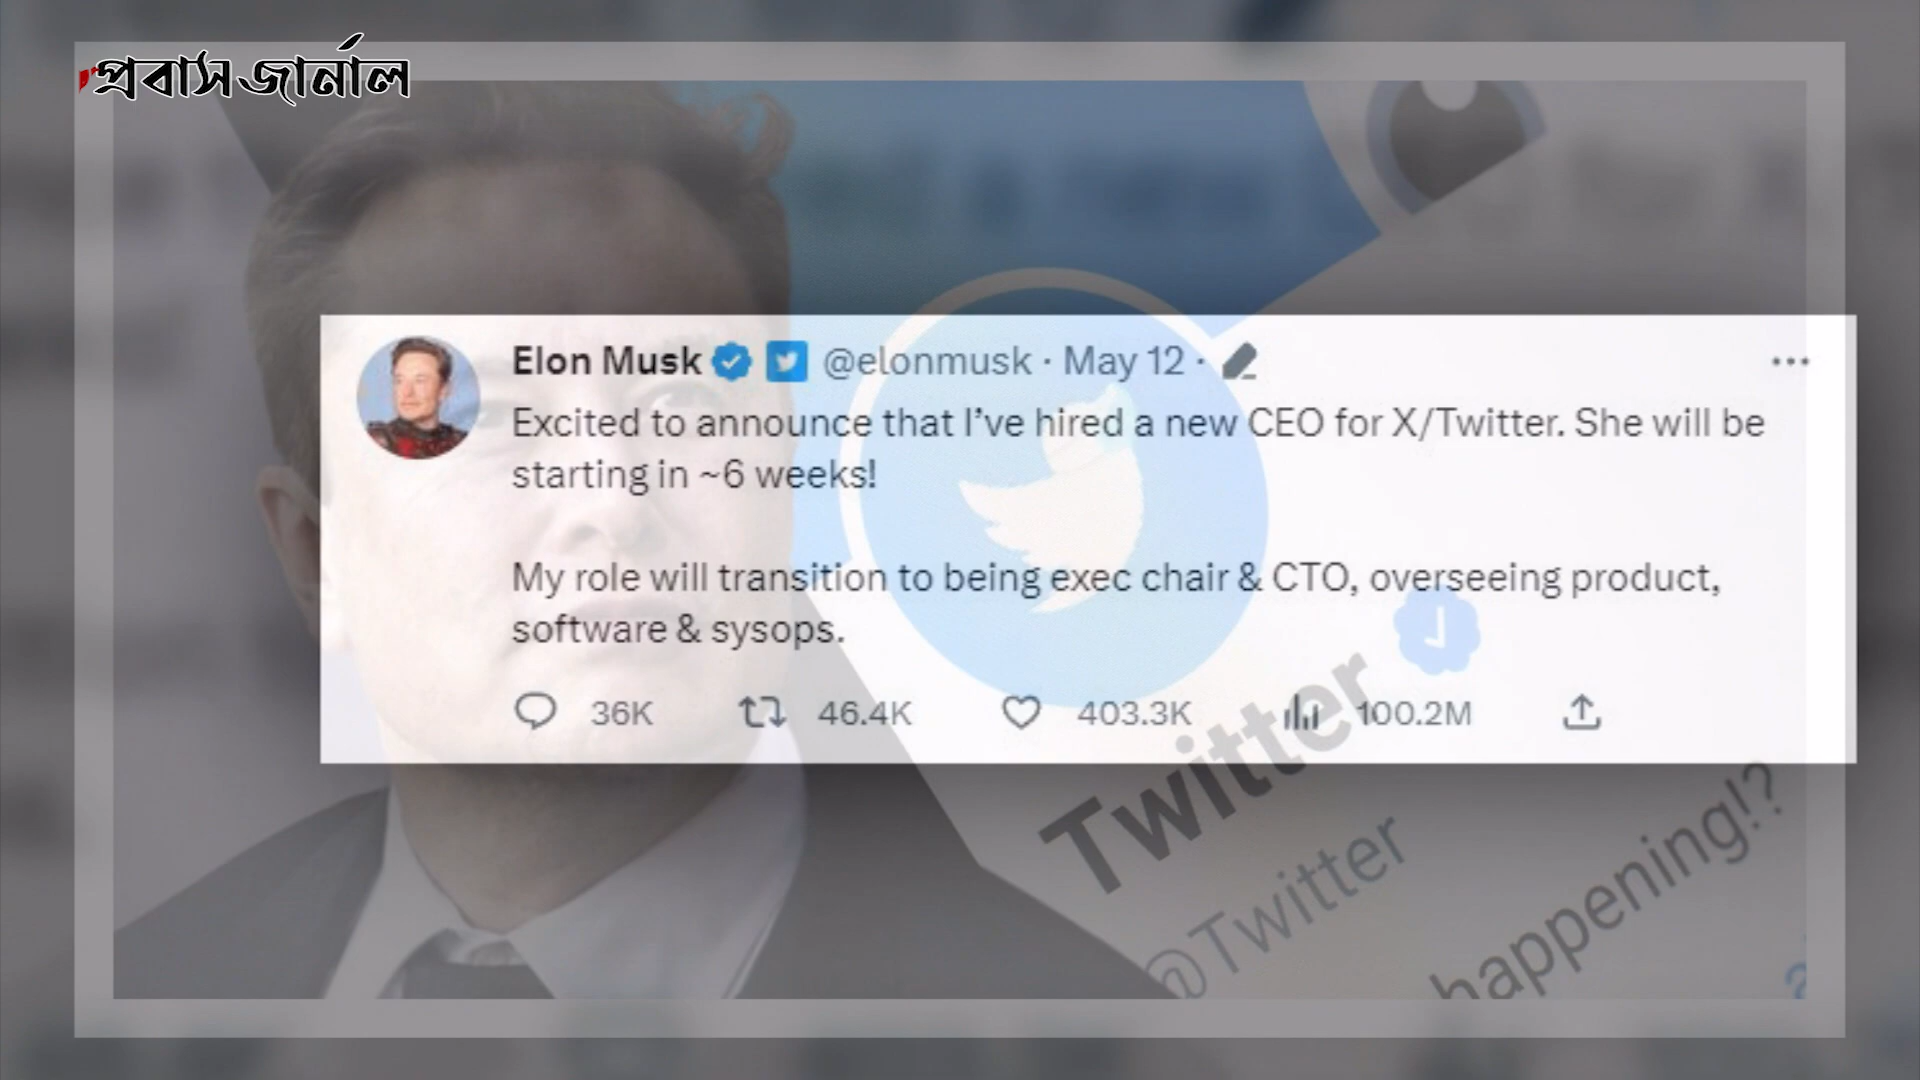 প্রবাস জার্নাল
Elon Musk @elonmusk · May 12 ·
Excited to announce that I’ve hired a new CEO for X/Twitter. She will be
starting in ~6 weeks!
My role will transition to being exec chair & CTO, overseeing product,
software & sysops.
36K 46.4K 403.3K 100.2M
Twitter
@Twitter
happening!?